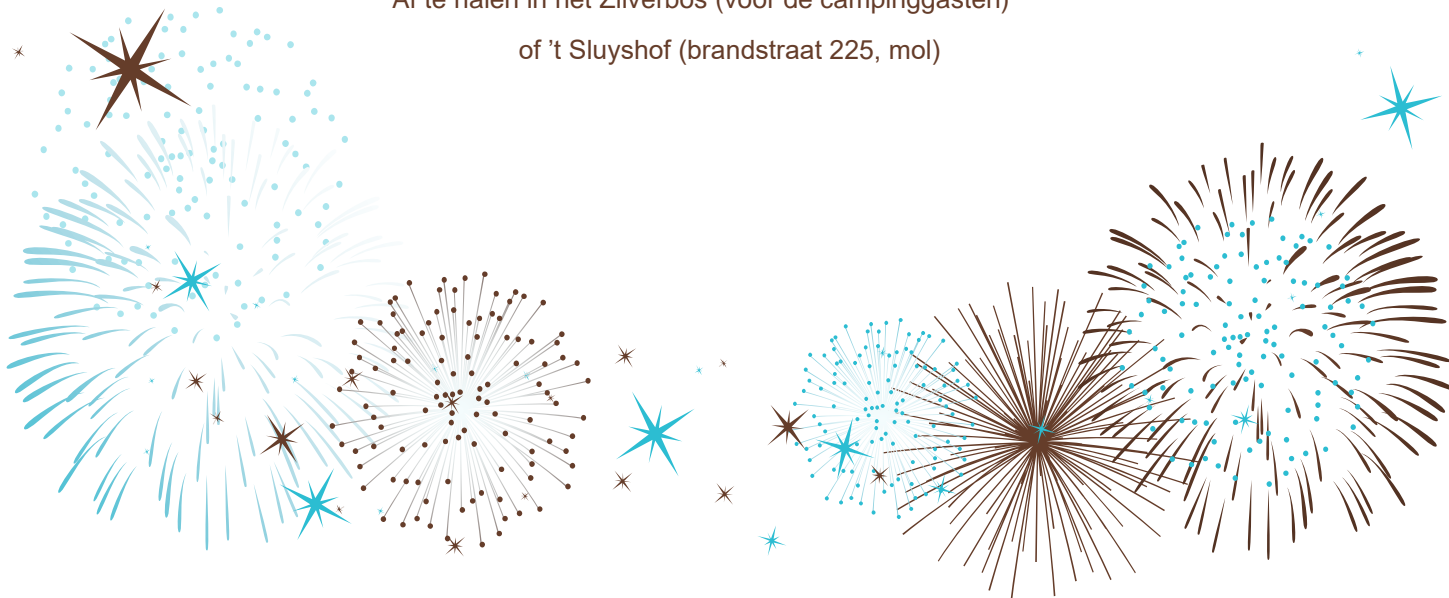 Af te halen in het Zilverbos (voor de campinggasten)
of ’t Sluyshof (brandstraat 225, mol)